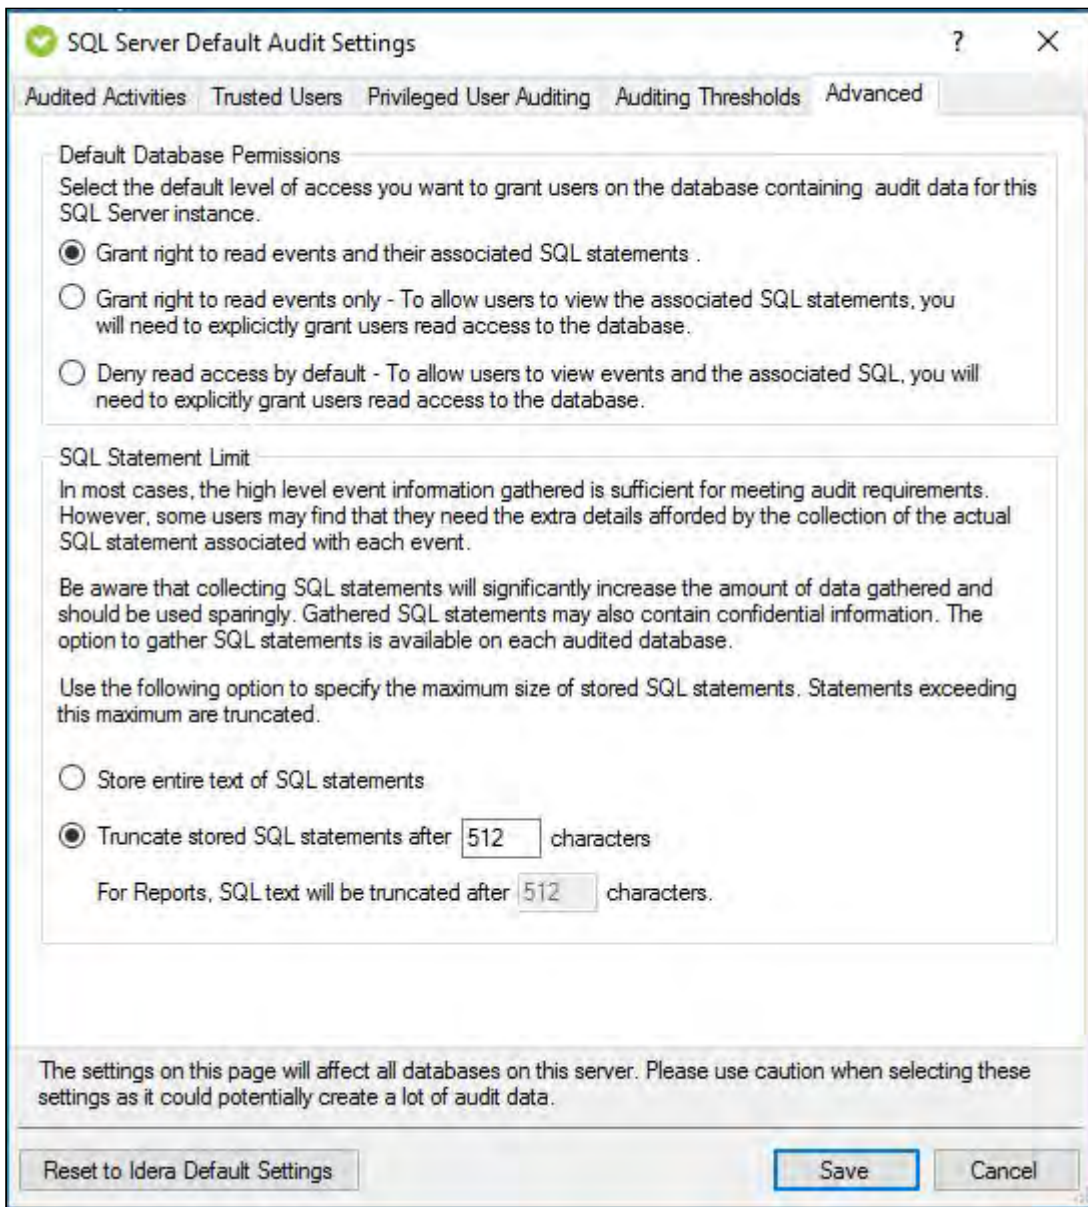 SQL Server Default Audit Settings
?
Audited Activities
Trusted Users
Privileged User Auditing
Auditing Thresholds
Advanced
Default Database Permissions
Select the default level of access you want to grant users on the database containing audit data for this
SQL Server instance.
Grant right to read events and their associated SQL statements .
Grant right to read events only - To allow users to view the associated SQL statements, you
will need to explicictly grant users read access to the database.
Deny read access by default - To allow users to view events and the associated SQL, you will
need to explicitly grant users read access to the database.
SQL Statement Limit
In most cases, the high level event information gathered is sufficient for meeting audit requirements.
However, some users may find that they need the extra details afforded by the collection of the actual
SQL statement associated with each event.
Be aware that collecting SQL statements will significantly increase the amount of data gathered and
should be used sparingly. Gathered SQL statements may also contain confidential information. The
option to gather SQL statements is available on each audited database.
Use the following option to specify the maximum size of stored SQL statements. Statements exceeding
this maximum are truncated.
Store entire text of SQL statements
Truncate stored SQL statements after 512 characters
For Reports, SQL text will be truncated after 512 characters.
The settings on this page will affect all databases on this server. Please use caution when selecting these
settings as it could potentially create a lot of audit data.
Reset to Idera Default Settings
Save
Cancel